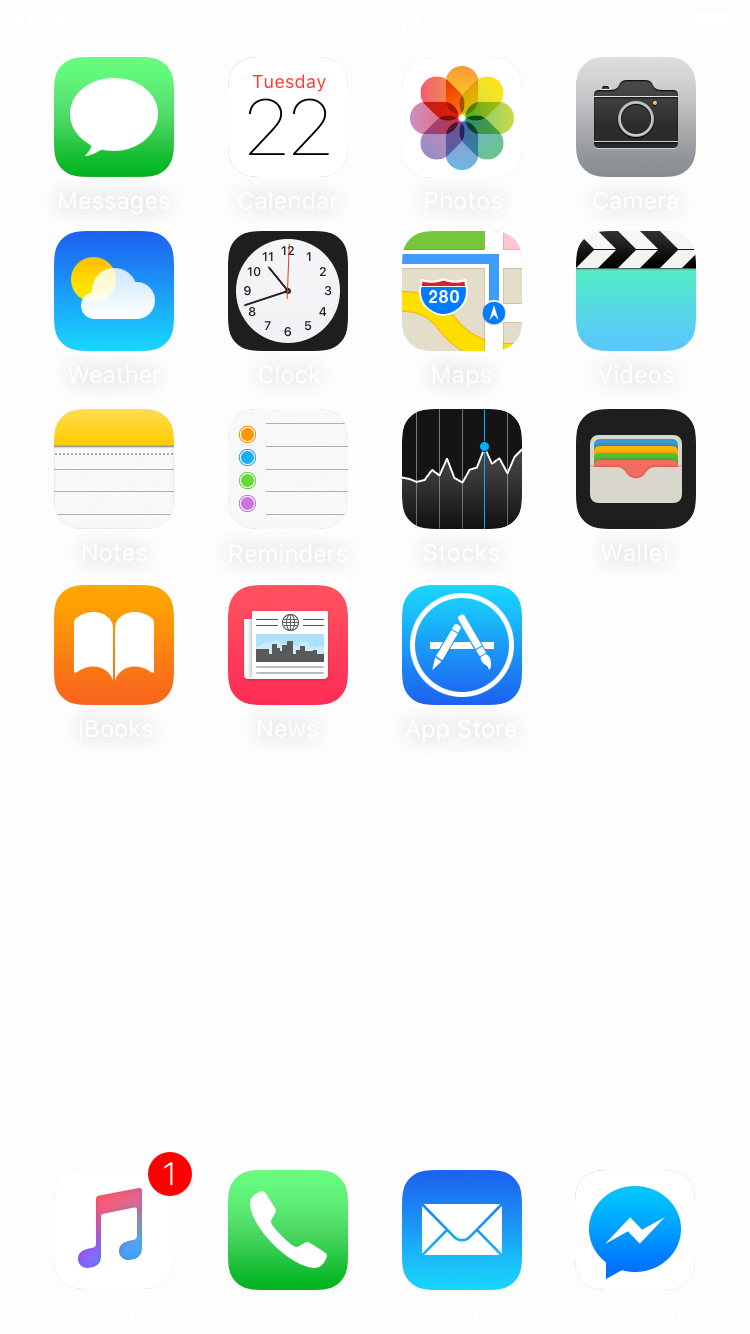 Tuesday
22
Messages
Calendar
Photos
Camera
12
1
2
3
4
5
6
7
8
9
10
11
280
Weather
Clock
Maps
Videos
Notes
Reminders
Stocks
Wallet
iBooks
News
App Store
1